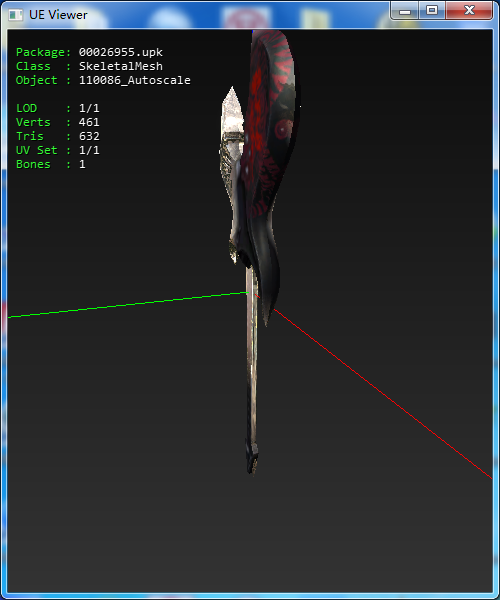 UE Viewer
Package: 00026955.upk
Class  : SkeletalMesh
Object : 110086_Autoscale
LOD    : 1/1
Verts  : 461
Tris   : 632
UV Set : 1/1
Bones  : 1